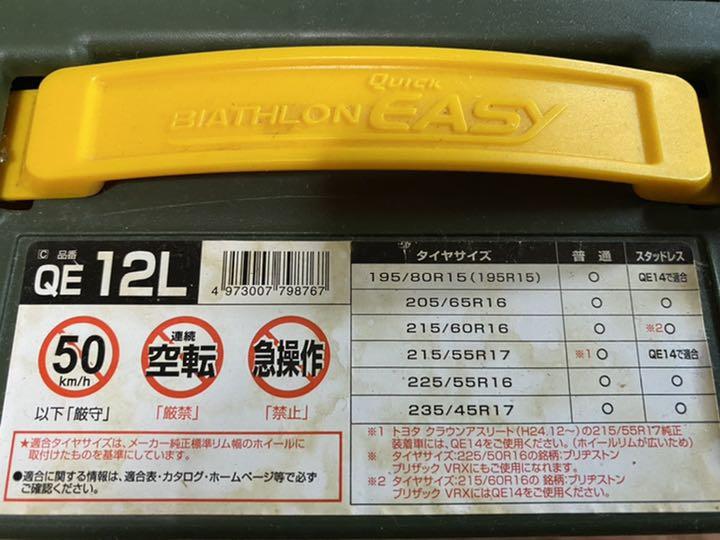 Quick
BIATHLON EASY
C 品番
QE 12L
4 973007 798767
50
km/h
以下「厳守」
連続
空転
「厳禁」
急操作
「禁止」
★適合タイヤサイズは、メーカー純正標準リム幅のホイールに
取付けたものを基準にしています。
●適合に関する情報は、適合表・カタログ・ホームページ等で必ず
ご確認ください。
タイヤサイズ 普通 スタッドレス
195/80R15(195R15) ○ QE14で適合
205/65R16 ○ ○
215/60R16 ○ ※2○
215/55R17 ※1○ QE14で適合
225/55R16 ○ ○
235/45R17 ○ ○
※1 トヨタ クラウンアスリート(H24.12〜)の215/55R17純正
装着車には、QE14をご使用ください。(ホイールリムが広いため)
※ タイヤサイズ:225/50R16の銘柄:ブリヂストン
ブリザック VRXにもご使用になれます。
※2 タイヤサイズ:215/60R16の 銘柄:ブリヂストン
ブリザック VRXにはQE14をご使用ください。